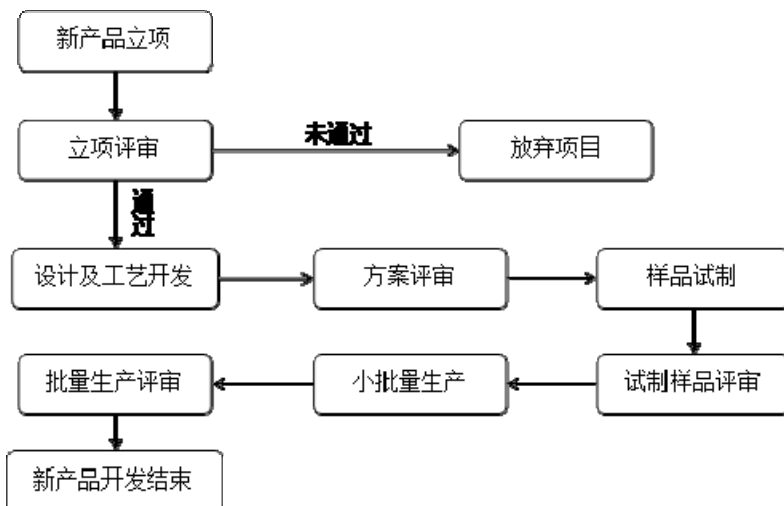 新产品立项
立项评审
未通过
放弃项目
通过
设计及工艺开发
方案评审
样品试制
批量生产评审
小批量生产
试制样品评审
新产品开发结束